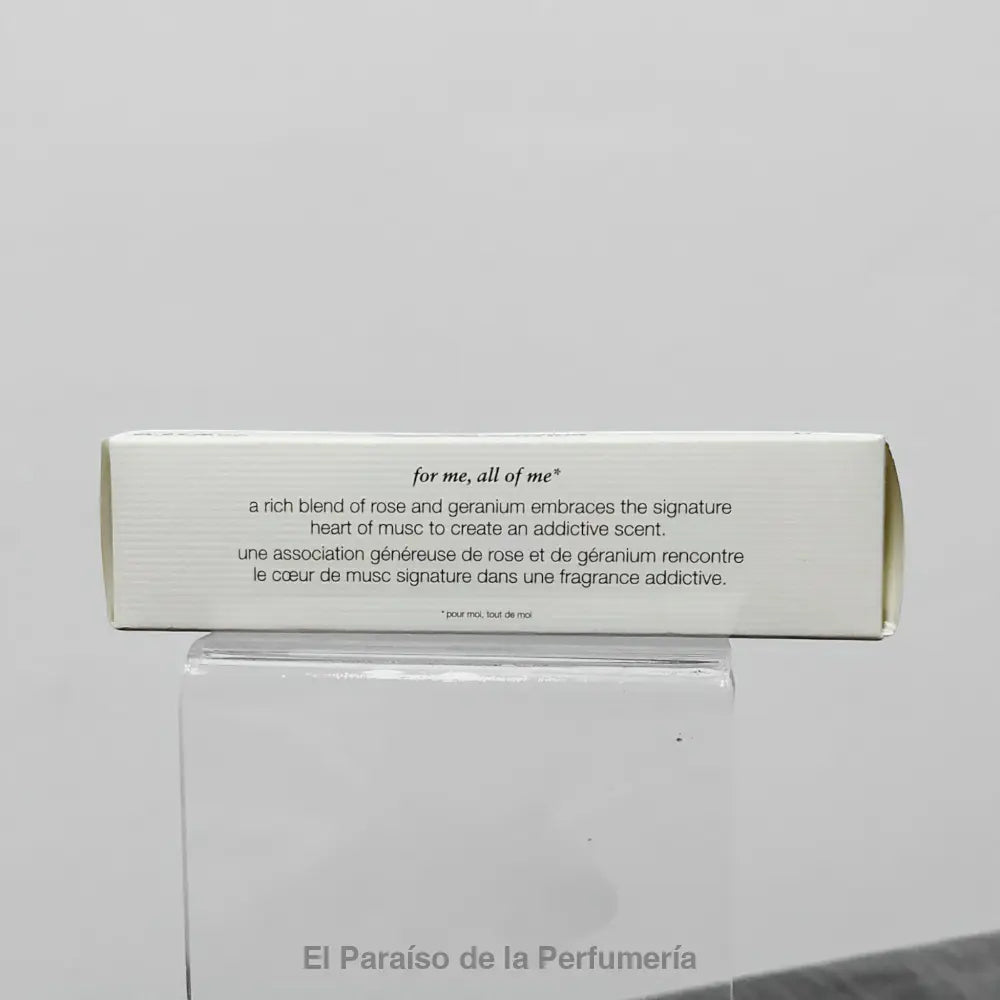 for me, all of me*
a rich blend of rose and geranium embraces the signature
heart of musc to create an addictive scent.
une association généreuse de rose et de géranium rencontre
le cœur de musc signature dans une fragrance addictive.
* pour moi, tout de moi
El Paraíso de la Perfumería